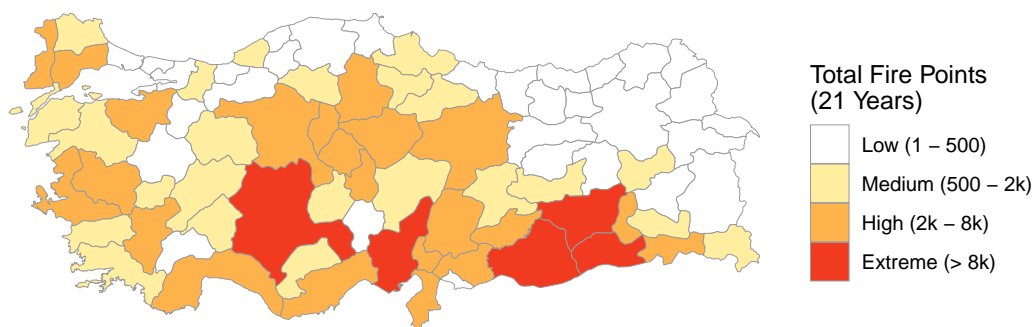 Total Fire Points
(21 Years)
Low (1 – 500)
Medium (500 – 2k)
High (2k – 8k)
Extreme (> 8k)